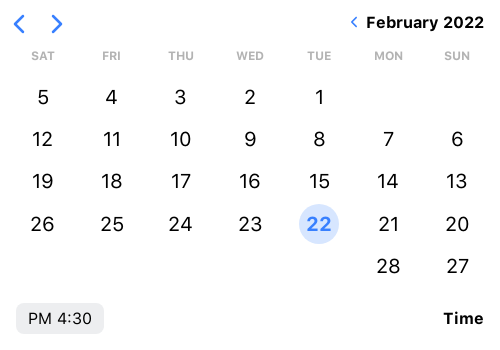 February 2022
SAT FRI THU WED TUE MON SUN
5 4 3 2 1
12 11 10 9 8 7 6
19 18 17 16 15 14 13
26 25 24 23 22 21 20
28 27
PM 4:30 Time